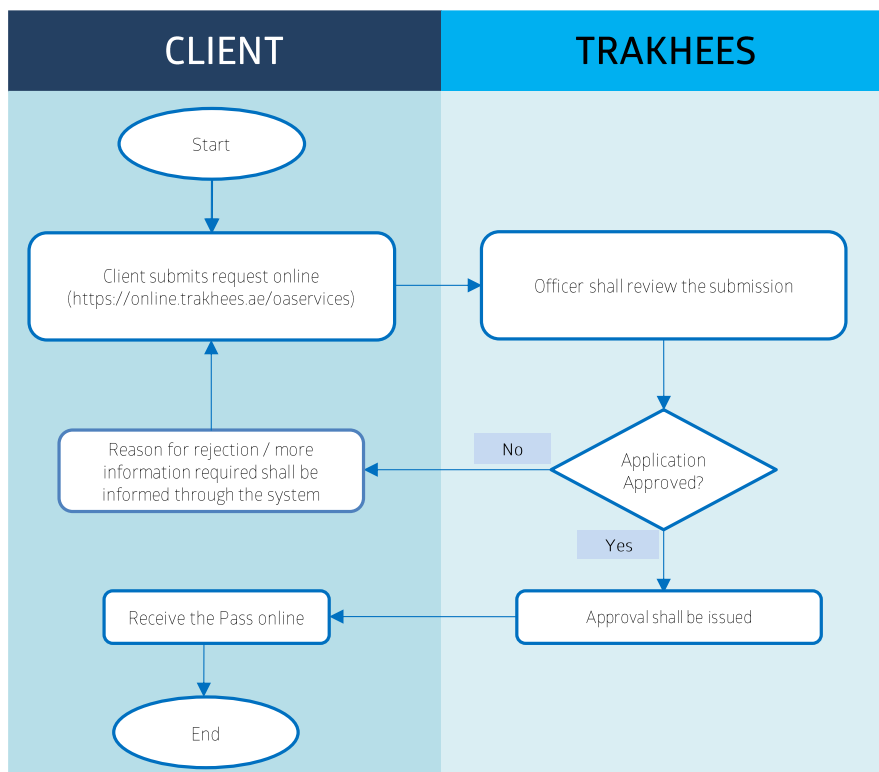 CLIENT
TRAKHEES
Start
Client submits request online
(https://online.trakhees.ae/oaservices)
Officer shall review the submission
Reason for rejection / more
information required shall be
informed through the system
No
Application
Approved?
Yes
Receive the Pass online
Approval shall be issued
End